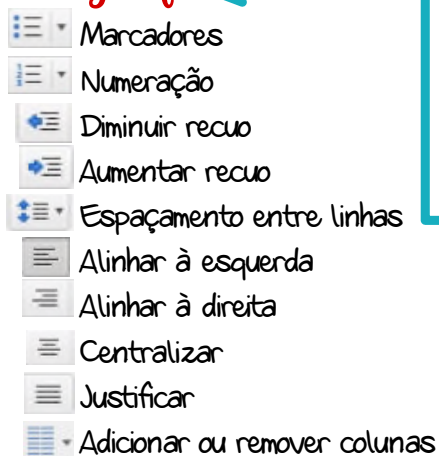 Marcadores
Numeração
Diminuir recuo
Aumentar recuo
Espaçamento entre linhas
Alinhar à esquerda
Alinhar à direita
Centralizar
Justificar
Adicionar ou remover colunas